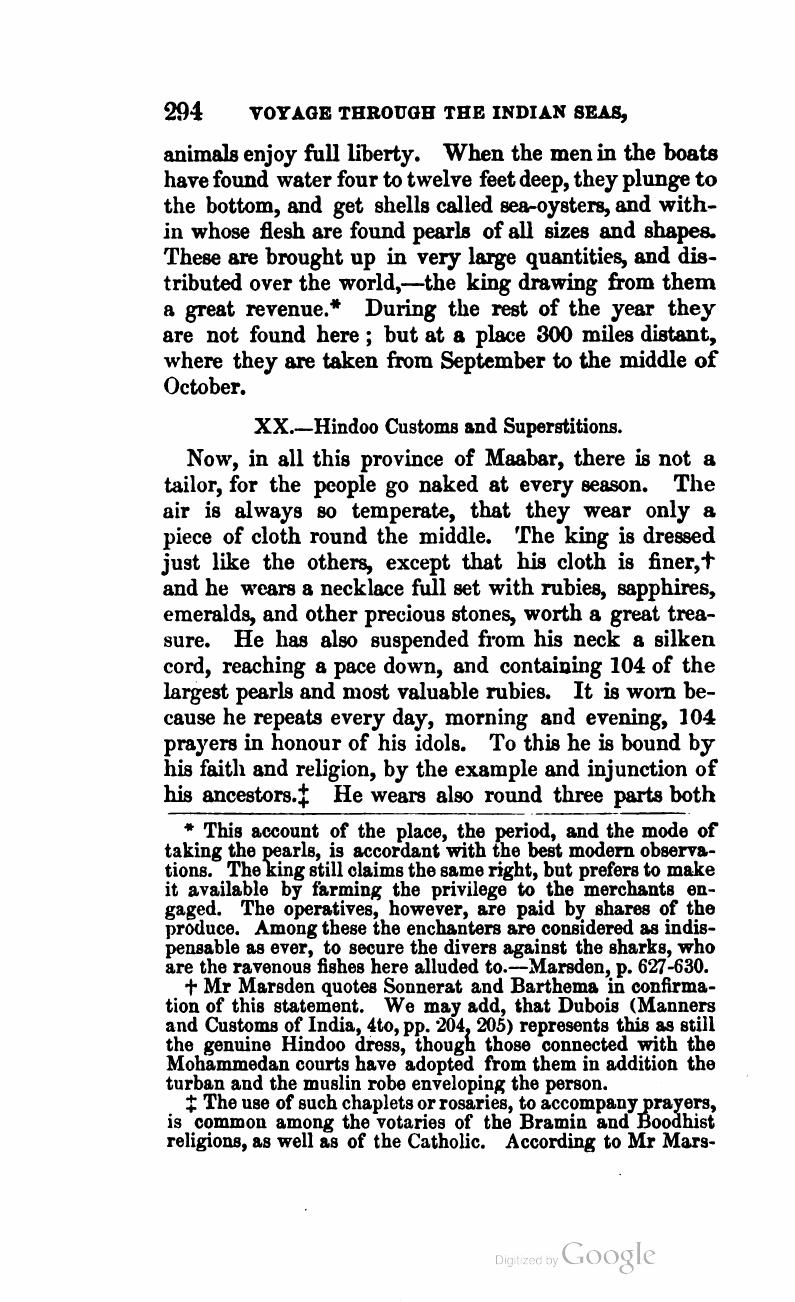 294 VOYAGE THROUGH THE INDIAN SEAS,
animals enjoy full liberty. When the men in the boats
have found water four to twelve feet deep, they plunge to
the bottom, and get shells called sea-oysters, and with-
in whose flesh are found pearls of all sizes and shapes.
These are brought up in very large quantities, and dis-
tributed over the world,—the king drawing from them
a great revenue.* During the rest of the year they
are not found here ; but at a place 300 miles distant,
where they are taken from September to the middle of
October.
XX.—Hindoo Customs and Superstitions.
Now, in all this province of Maabar, there is not a
tailor, for the people go naked at every season. The
air is always so temperate, that they wear only a
piece of cloth round the middle. The king is dressed
just like the others, except that his cloth is finer,†
and he wears a necklace full set with rubies, sapphires,
emeralds, and other precious stones, worth a great trea-
sure. He has also suspended from his neck a silken
cord, reaching a pace down, and containing 104 of the
largest pearls and most valuable rubies. It is worn be-
cause he repeats every day, morning and evening, 104
prayers in honour of his idols. To this he is bound by
his faith and religion, by the example and injunction of
his ancestors.‡ He wears also round three parts both
* This account of the place, the period, and the mode of
taking the pearls, is accordant with the best modern observa-
tions. The king still claims the same right, but prefers to make
it available by farming the privilege to the merchants en-
gaged. The operatives, however, are paid by shares of the
produce. Among these the enchanters are considered as indis-
pensable as ever, to secure the divers against the sharks, who
are the ravenous fishes here alluded to.—Marsden, p. 627-630.
† Mr Marsden quotes Sonnerat and Barthema in confirma-
tion of this statement. We may add, that Dubois (Manners
and Customs of India, 4to, pp. 204, 205) represents this as still
the genuine Hindoo dress, though those connected with the
Mohammedan courts have adopted from them in addition the
turban and the muslin robe enveloping the person.
‡ The use of such chaplets or rosaries, to accompany prayers,
is common among the votaries of the Bramin and Boodhist
religions, as well as of the Catholic. According to Mr Mars-
Digitized by Google